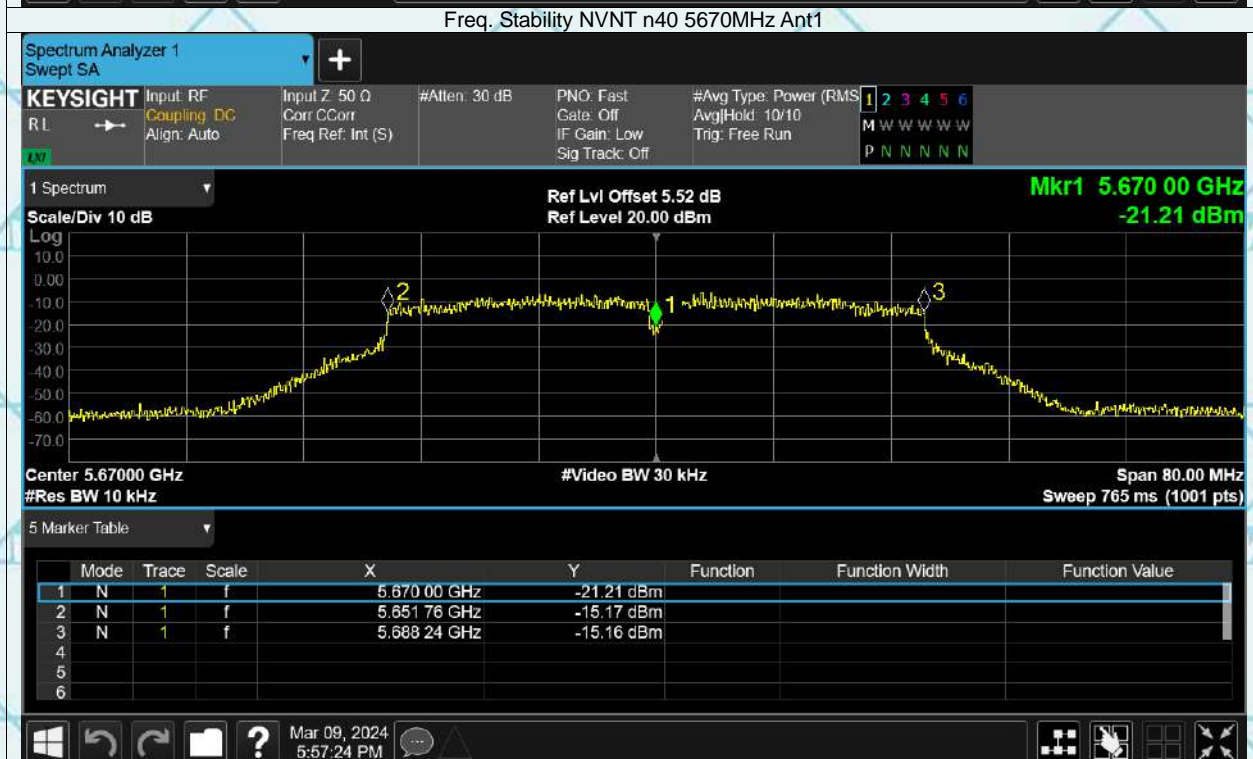 Freq. Stability NVNT n40 5670MHz Ant1
Spectrum Analyzer 1
Swept SA
+
KEYSIGHT
RL
LXI
Input: RF
Coupling: DC
Align: Auto
Input Z: 50 Ω
Corr CCorr
Freq Ref: Int (S)
#Atten: 30 dB
PNO: Fast
Gate: Off
IF Gain: Low
Sig Track: Off
#Avg Type: Power (RMS
Avg|Hold: 10/10
Trig: Free Run
1 2 3 4 5 6
M W W W W W
P N N N N N
1 Spectrum
Scale/Div 10 dB
Ref Lvl Offset 5.52 dB
Ref Level 20.00 dBm
Mkr1 5.670 00 GHz
-21.21 dBm
Log
10.0
0.00
-10.0
-20.0
-30.0
-40.0
-50.0
-60.0
-70.0
2
1
3
Center 5.67000 GHz
#Video BW 30 kHz
Span 80.00 MHz
#Res BW 10 kHz
Sweep 765 ms (1001 pts)
5 Marker Table
Mode Trace Scale X Y Function Function Width Function Value
1 N 1 f 5.670 00 GHz -21.21 dBm
2 N 1 f 5.651 76 GHz -15.17 dBm
3 N 1 f 5.688 24 GHz -15.16 dBm
4
5
6
?
Mar 09, 2024
5:57:24 PM